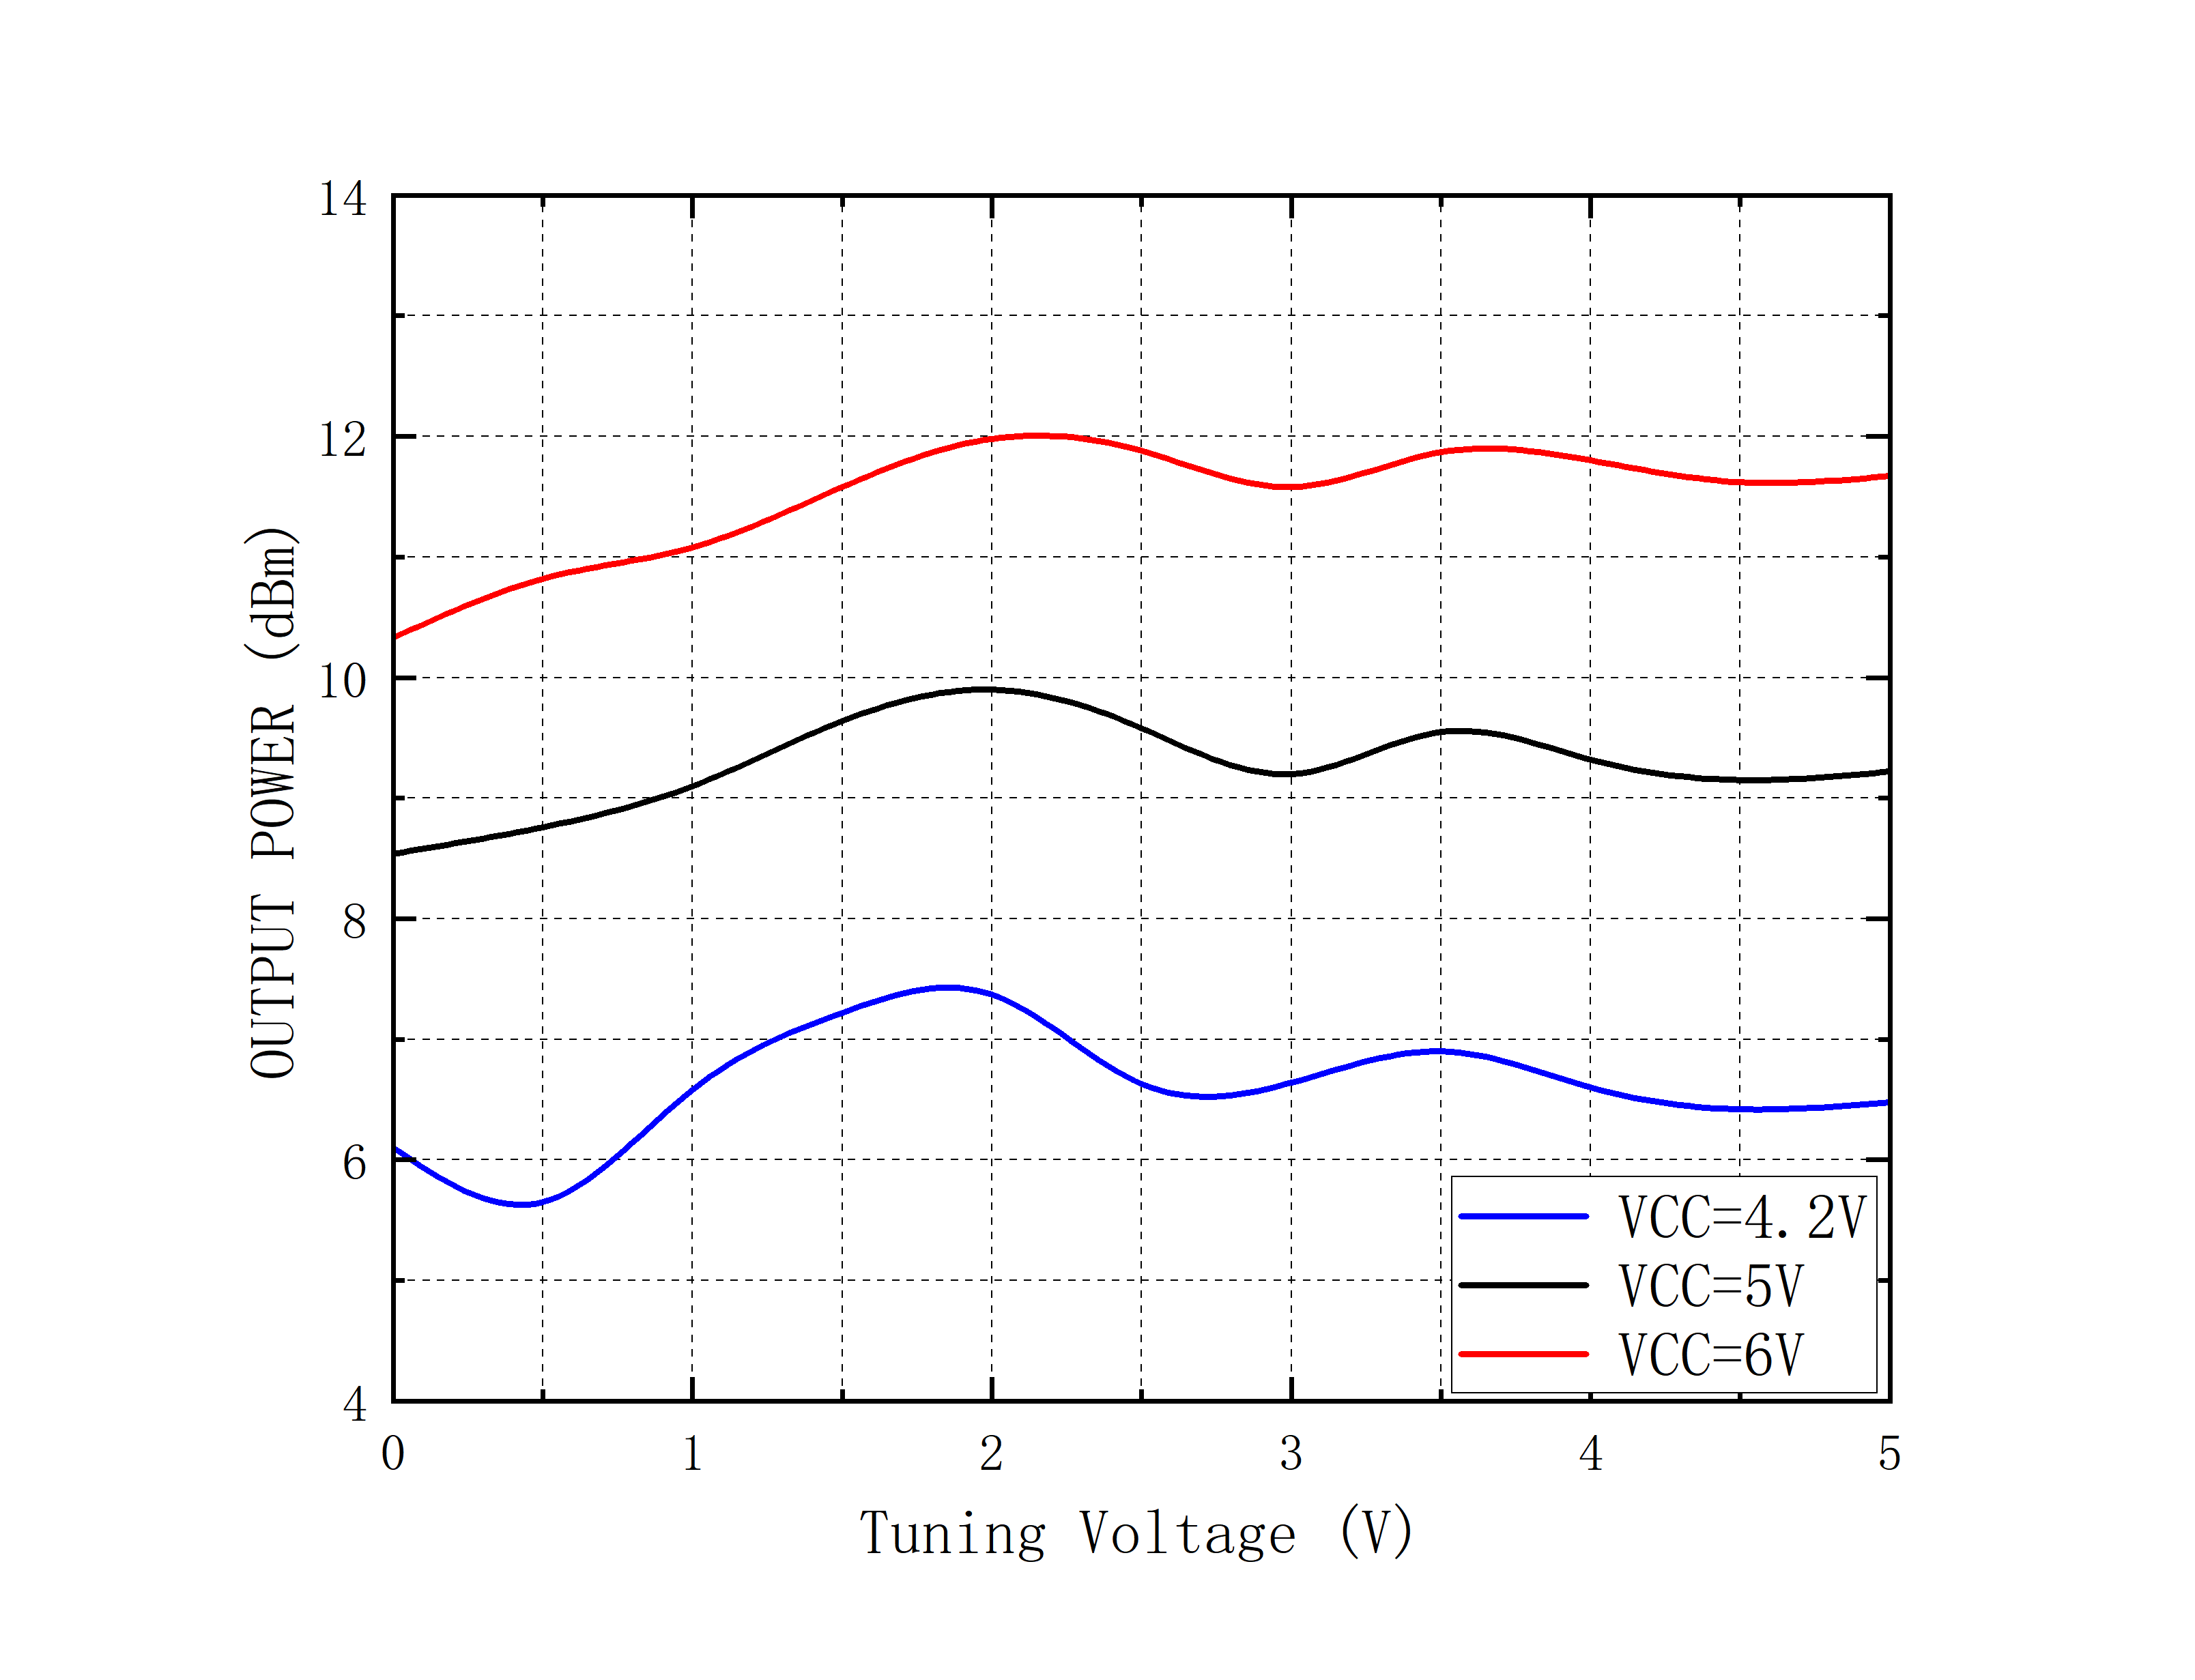 14
12
10
8
6
4
OUTPUT POWER (dBm)
0 1 2 3 4 5
Tuning Voltage (V)
VCC=4.2V
VCC=5V
VCC=6V